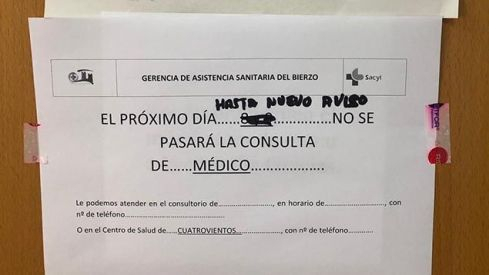 GERENCIA DE ASISTENCIA SANITARIA DEL BIERZO
Sacyl
HASTA NUEVO AVISO
EL PRÓXIMO DÍA....................NO SE
PASARÁ LA CONSULTA
DE......MÉDICO....................
Le podemos atender en el consultorio de......................, en horario de........................, con
nº de teléfono........................................
O en el Centro de Salud de....CUATROVIENTOS..................., con nº de teléfono............